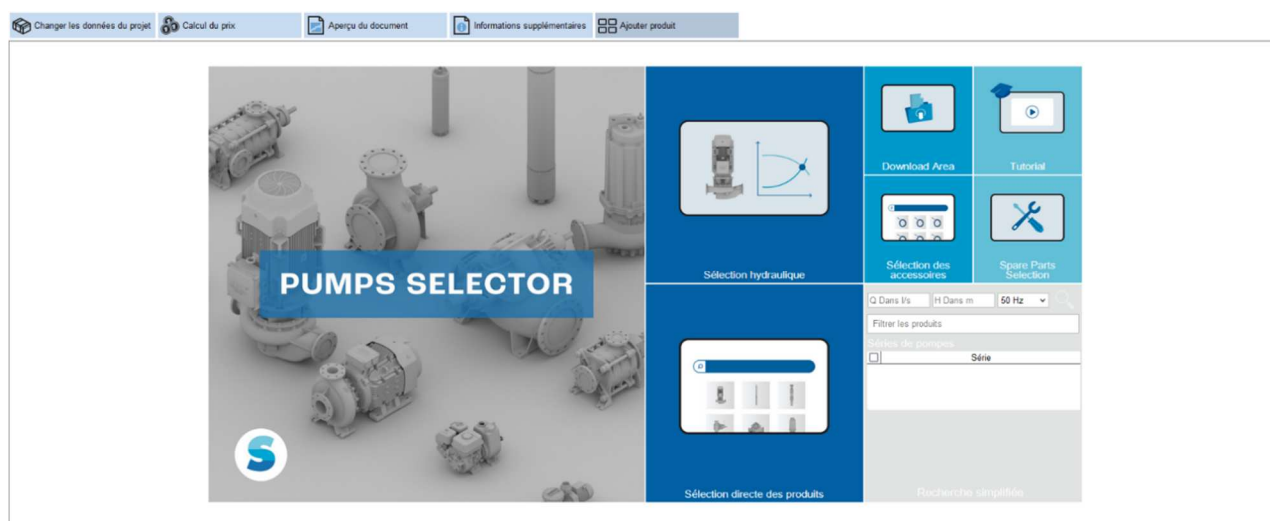 Changer les données du projet
Calcul du prix
Aperçu du document
Informations supplémentaires
Ajouter produit
PUMPS SELECTOR
S
Sélection hydraulique
Download Area
Tutorial
Sélection des
accessoires
Spare Parts
Selection
Q Dans l/s
H Dans m
50 Hz
Filtrer les produits
Séries de pompes
Série
Sélection directe des produits
Recherche simplifiée